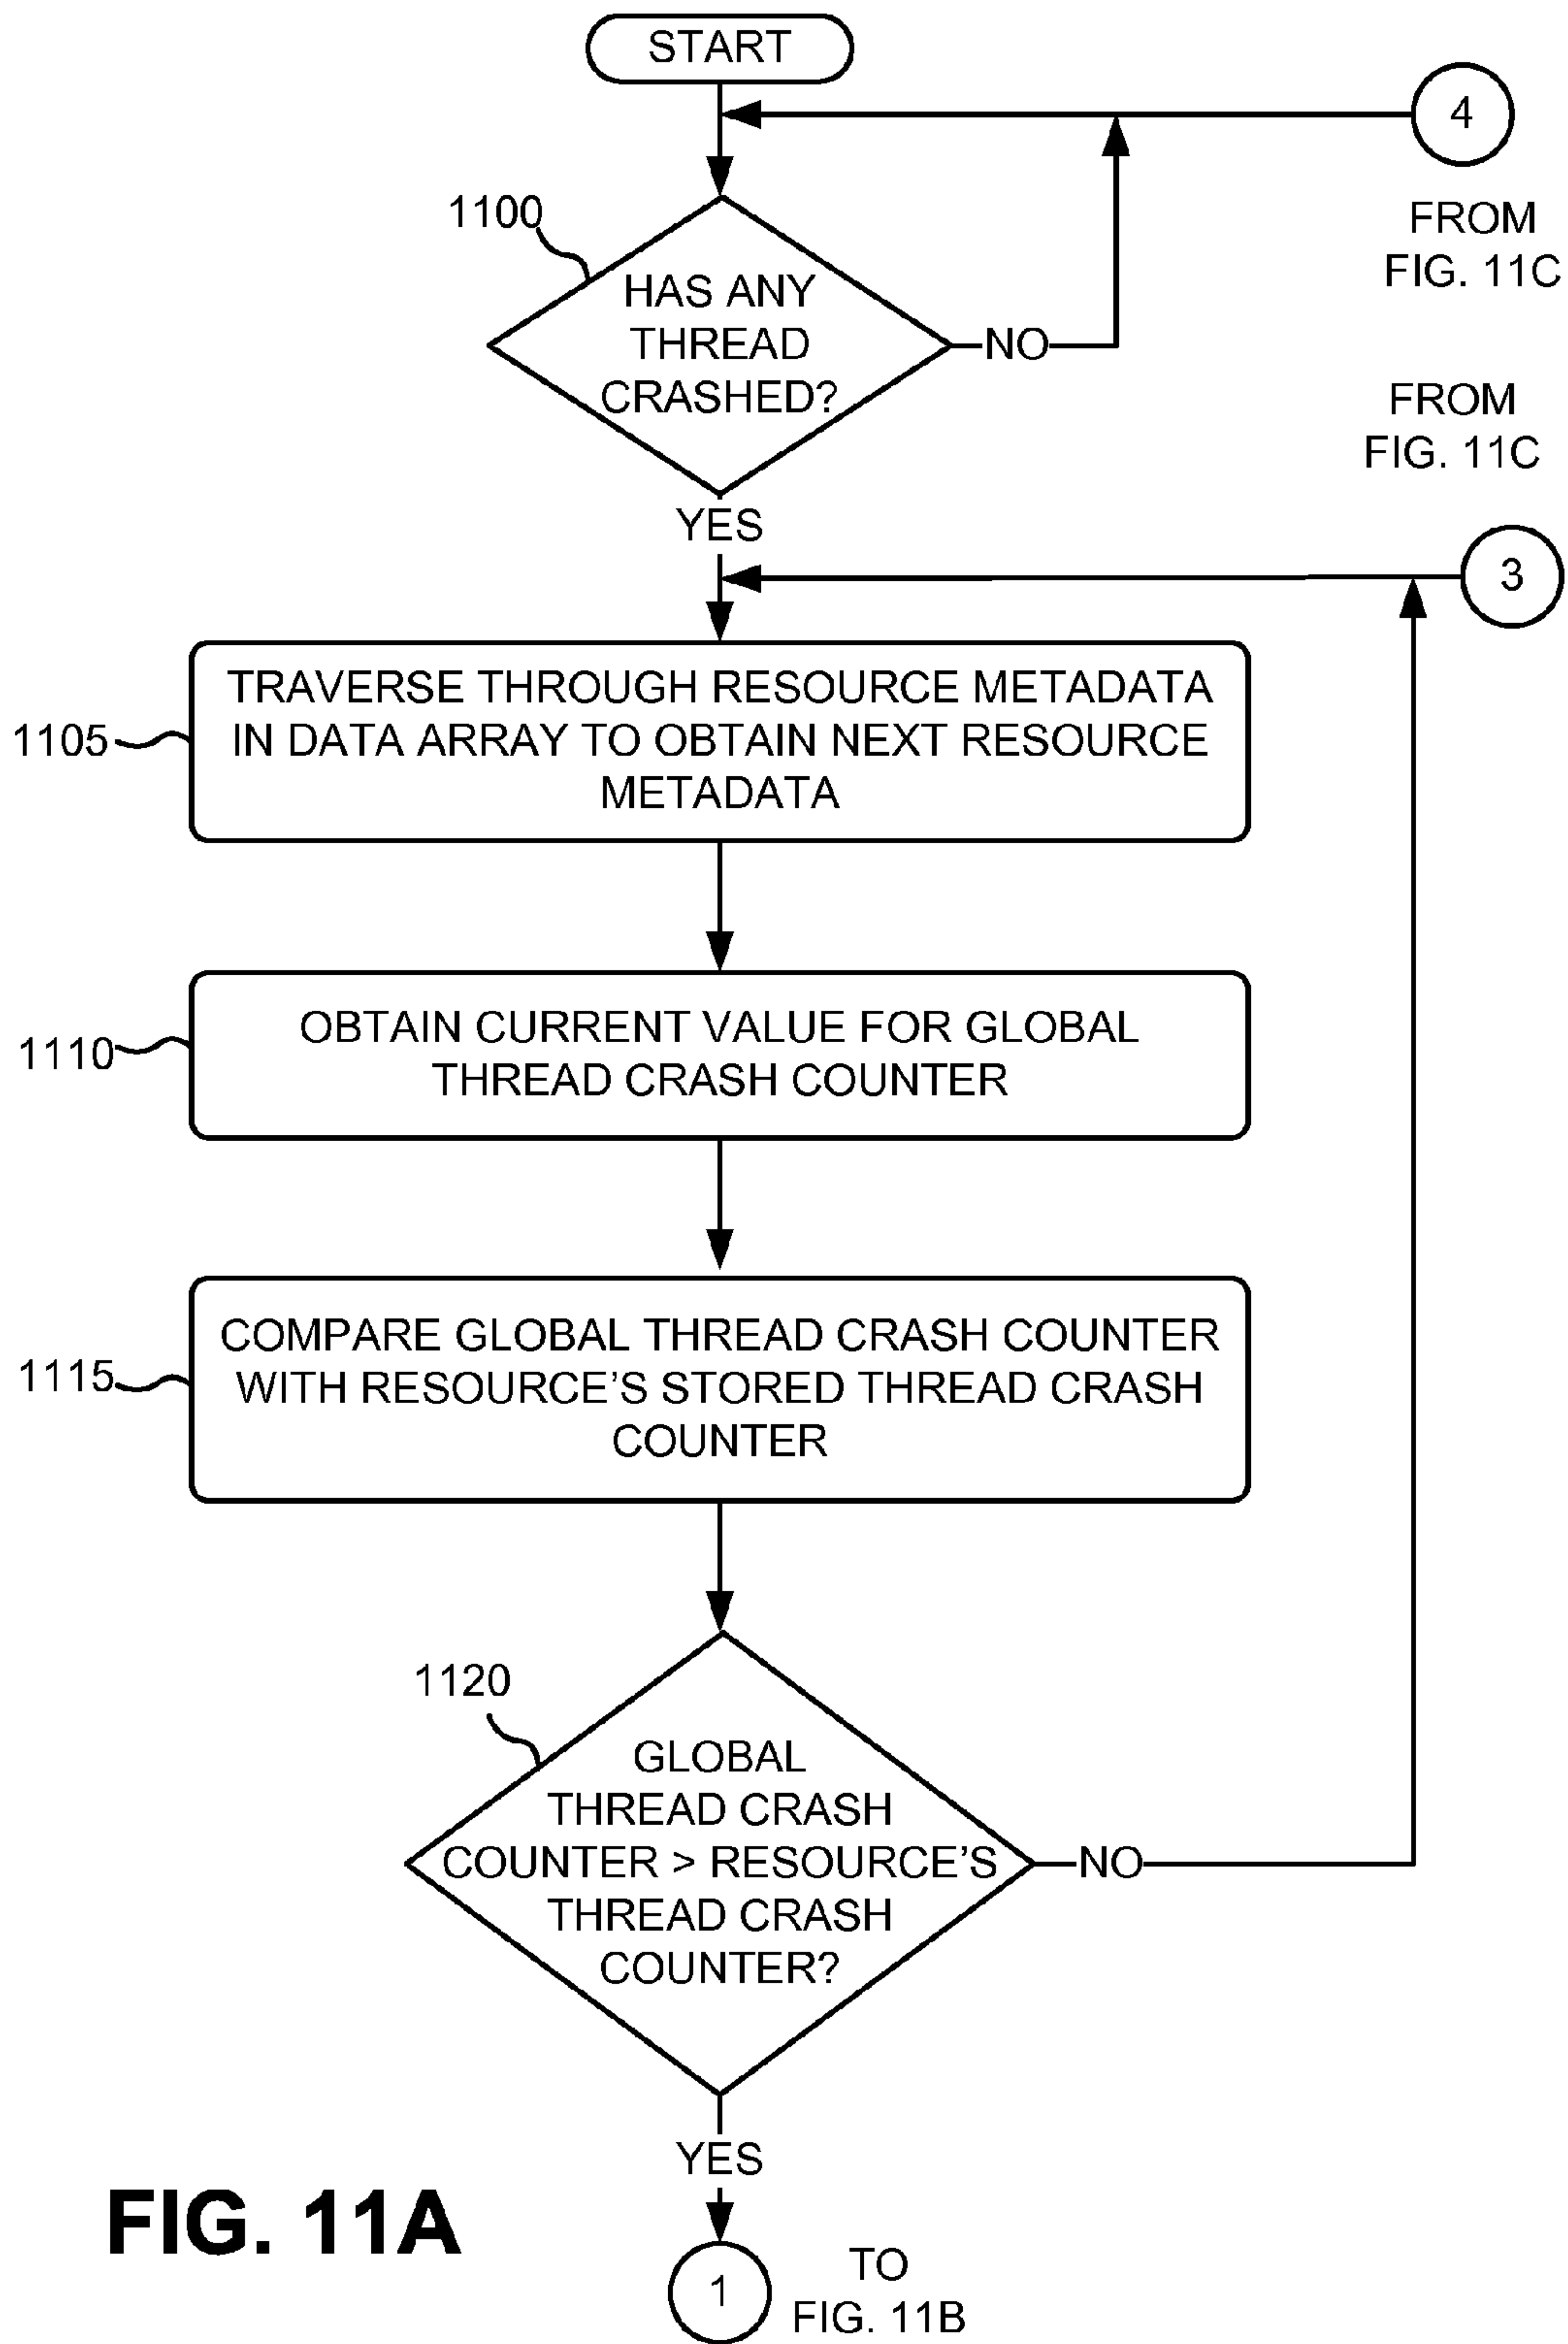 START
4
FROM
FIG. 11C
1100
HAS ANY
THREAD
CRASHED?
NO
FROM
FIG. 11C
YES
3
1105
TRAVERSE THROUGH RESOURCE METADATA
IN DATA ARRAY TO OBTAIN NEXT RESOURCE
METADATA
1110
OBTAIN CURRENT VALUE FOR GLOBAL
THREAD CRASH COUNTER
1115
COMPARE GLOBAL THREAD CRASH COUNTER
WITH RESOURCE'S STORED THREAD CRASH
COUNTER
1120
GLOBAL
THREAD CRASH
COUNTER > RESOURCE'S
THREAD CRASH
COUNTER?
NO
YES
FIG. 11A
1
TO
FIG. 11B